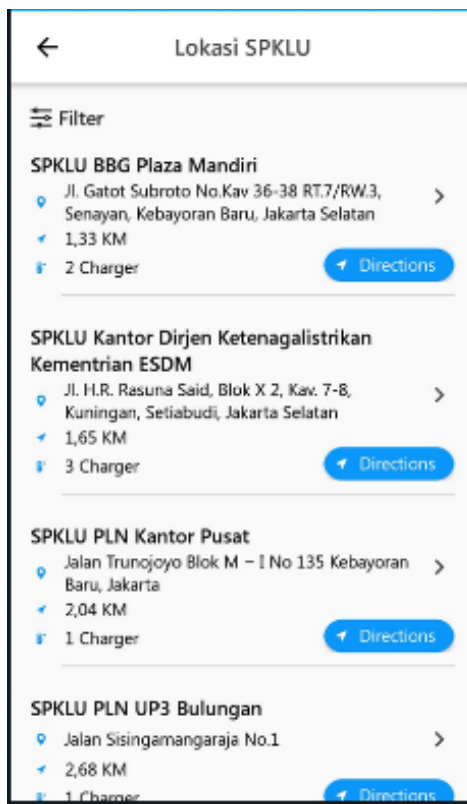 Lokasi SPKLU
Filter
SPKLU BBG Plaza Mandiri
Jl. Gatot Subroto No.Kav 36-38 RT.7/RW.3,
Senayan, Kebayoran Baru, Jakarta Selatan
1,33 KM
2 Charger
Directions
SPKLU Kantor Dirjen Ketenagalistrikan
Kementrian ESDM
Jl. H.R. Rasuna Said, Blok X 2, Kav. 7-8,
Kuningan, Setiabudi, Jakarta Selatan
1,65 KM
3 Charger
Directions
SPKLU PLN Kantor Pusat
Jalan Trunojoyo Blok M – I No 135 Kebayoran
Baru, Jakarta
2,04 KM
1 Charger
Directions
SPKLU PLN UP3 Bulungan
Jalan Sisingamangaraja No.1
2,68 KM
1 Charger
Directions